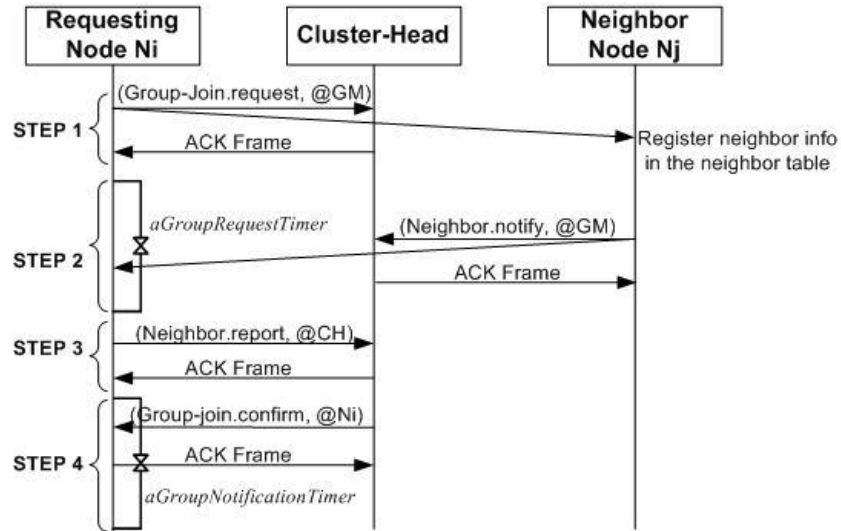 Requesting
Node Ni
Cluster-Head
Neighbor
Node Nj
STEP 1
(Group-Join.request, @GM)
ACK Frame
Register neighbor info
in the neighbor table
STEP 2
aGroupRequestTimer
(Neighbor.notify, @GM)
ACK Frame
STEP 3
(Neighbor.report, @CH)
ACK Frame
STEP 4
(Group-join.confirm, @Ni)
ACK Frame
aGroupNotificationTimer